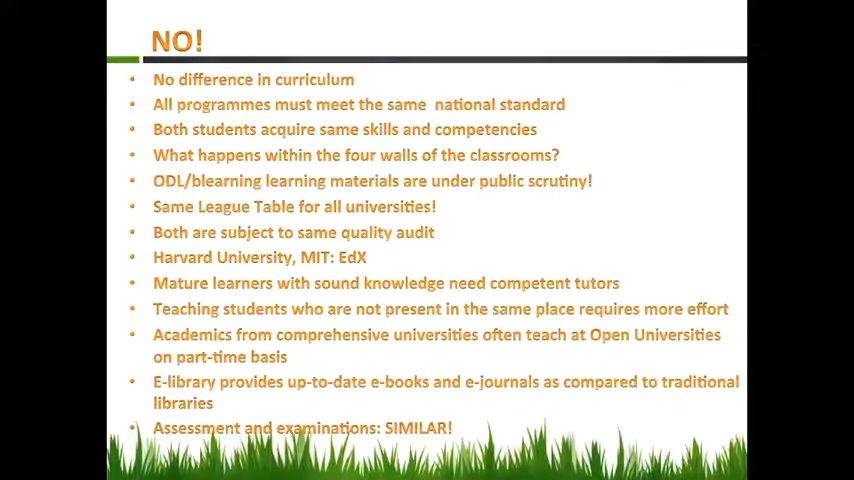 NO!
• No difference in curriculum
• All programmes must meet the same national standard
• Both students acquire same skills and competencies
• What happens within the four walls of the classrooms?
• ODL/blearning learning materials are under public scrutiny!
• Same League Table for all universities!
• Both are subject to same quality audit
• Harvard University, MIT: EdX
• Mature learners with sound knowledge need competent tutors
• Teaching students who are not present in the same place requires more effort
• Academics from comprehensive universities often teach at Open Universities
on part-time basis
• E-library provides up-to-date e-books and e-journals as compared to traditional
libraries
• Assessment and examinations: SIMILAR!